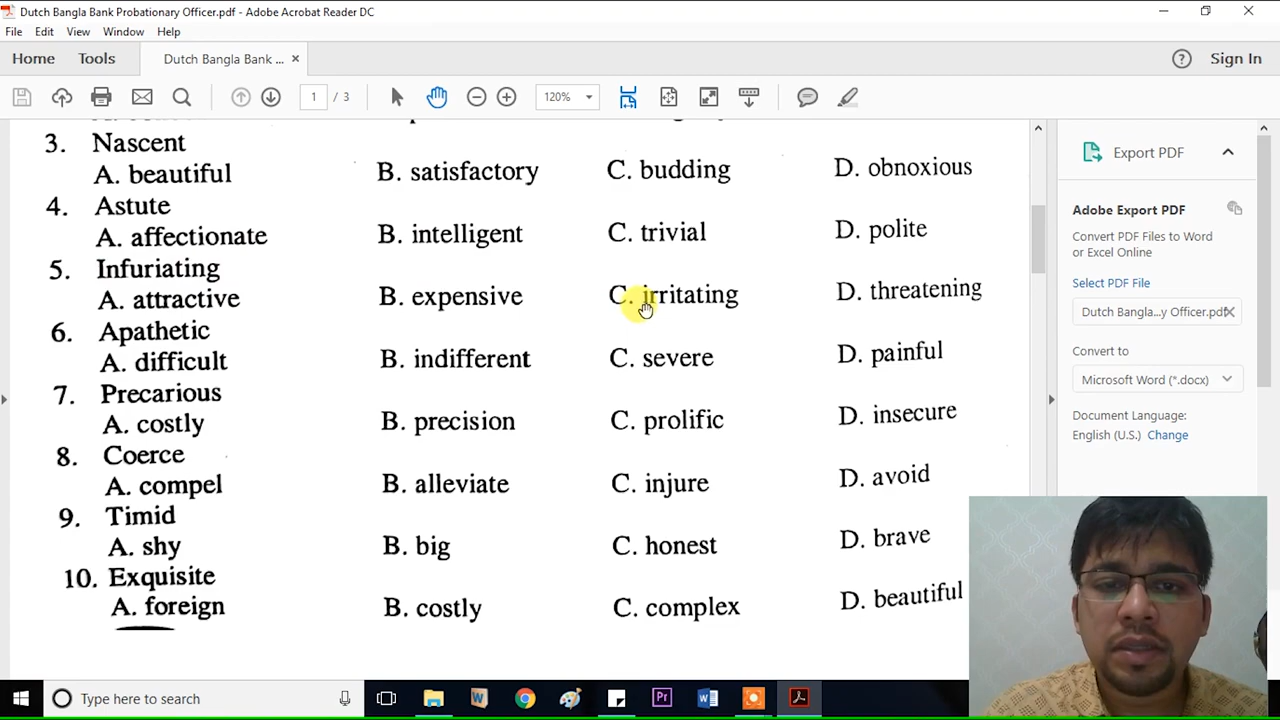 Dutch Bangla Bank Probationary Officer.pdf - Adobe Acrobat Reader DC
File Edit View Window Help
Home Tools Dutch Bangla Bank ... × Sign In
1 / 3 120%
3. Nascent
A. beautiful B. satisfactory C. budding D. obnoxious
4. Astute
A. affectionate B. intelligent C. trivial D. polite
5. Infuriating
A. attractive B. expensive C. irritating D. threatening
6. Apathetic
A. difficult B. indifferent C. severe D. painful
7. Precarious
A. costly B. precision C. prolific D. insecure
8. Coerce
A. compel B. alleviate C. injure D. avoid
9. Timid
A. shy B. big C. honest D. brave
10. Exquisite
A. foreign B. costly C. complex D. beautiful
Export PDF
Adobe Export PDF
Convert PDF Files to Word
or Excel Online
Select PDF File
Dutch Bangla...y Officer.pdf
Convert to
Microsoft Word (*.docx)
Document Language:
English (U.S.) Change
Type here to search